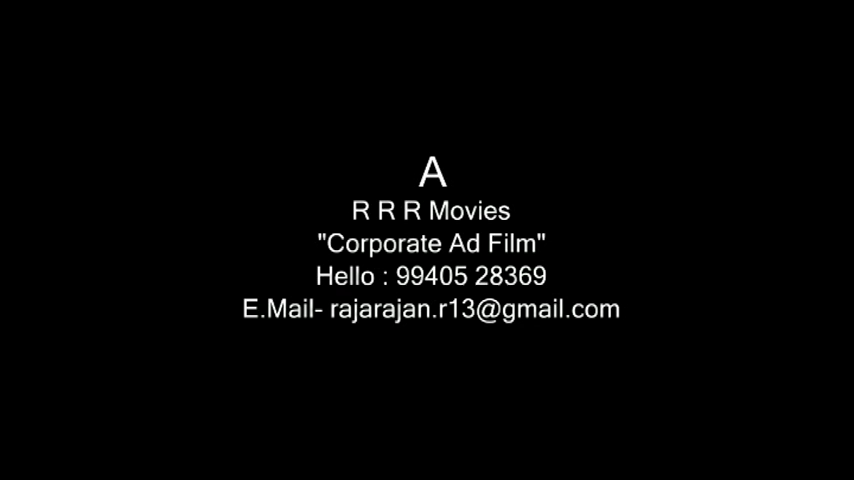 A
R R R Movies
"Corporate Ad Film"
Hello : 99405 28369
E.Mail- rajarajan.r13@gmail.com